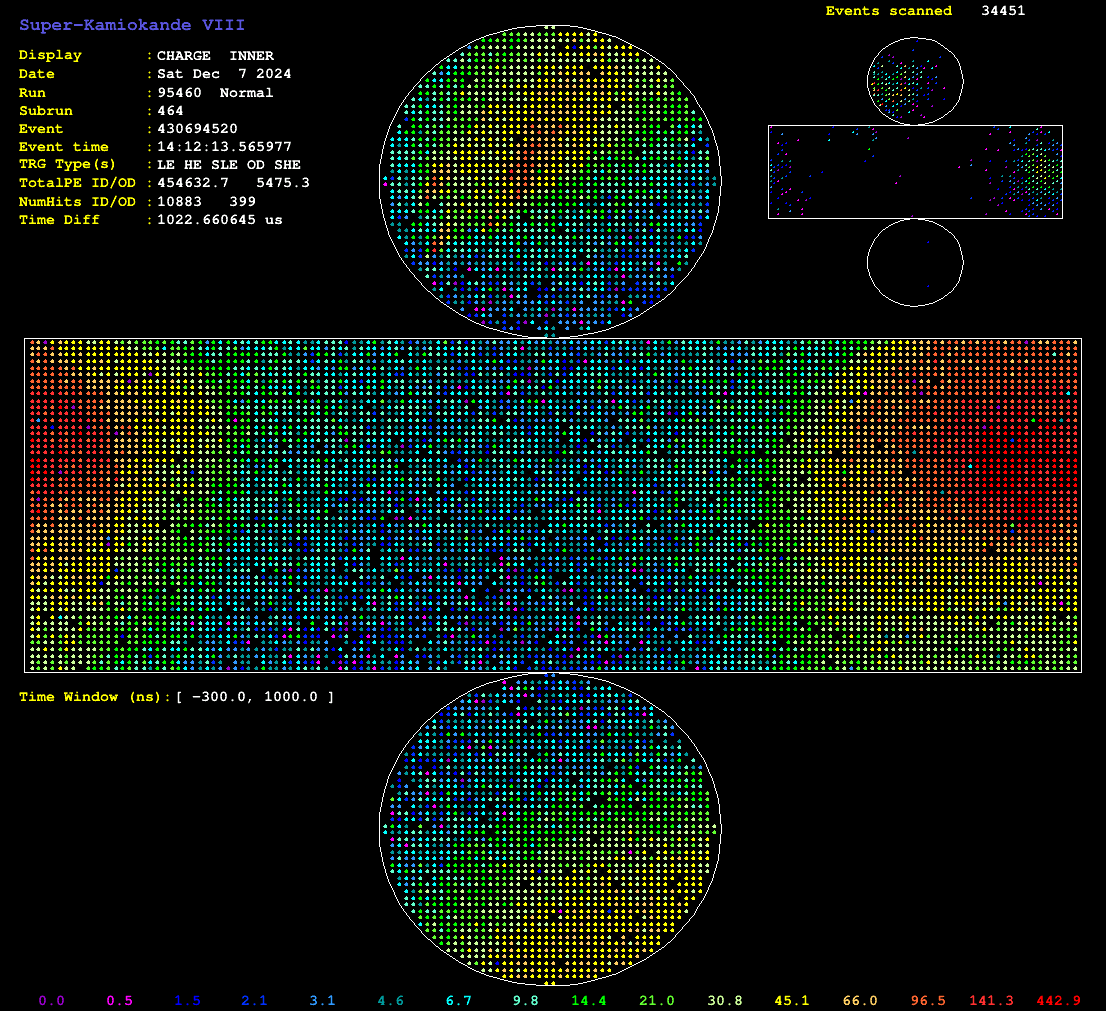 Super-Kamiokande VIII
Events scanned 34451
Display : CHARGE INNER
Date : Sat Dec 7 2024
Run : 95460 Normal
Subrun : 464
Event : 430694520
Event time : 14:12:13.565977
TRG Type(s) : LE HE SLE OD SHE
TotalPE ID/OD : 454632.7 5475.3
NumHits ID/OD : 10883 399
Time Diff : 1022.660645 us
Time Window (ns):[ -300.0, 1000.0 ]
0.0 0.5 1.5 2.1 3.1 4.6 6.7 9.8 14.4 21.0 30.8 45.1 66.0 96.5 141.3 442.9